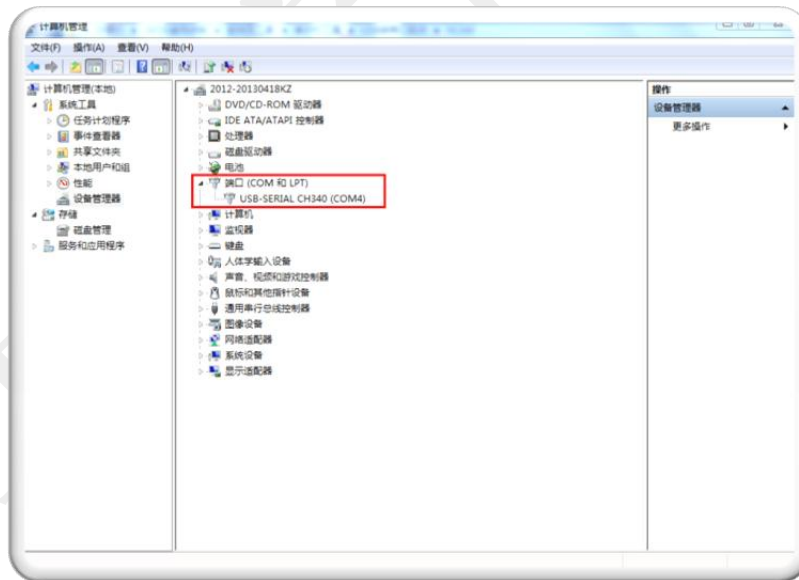 计算机管理
文件(F) 操作(A) 查看(V) 帮助(H)
计算机管理(本地)
系统工具
任务计划程序
事件查看器
共享文件夹
本地用户和组
性能
设备管理器
存储
磁盘管理
服务和应用程序
2012-20130418KZ
DVD/CD-ROM 驱动器
IDE ATA/ATAPI 控制器
处理器
磁盘驱动器
电池
端口 (COM 和 LPT)
USB-SERIAL CH340 (COM4)
计算机
监视器
键盘
人体学输入设备
声音、视频和游戏控制器
鼠标和其他指针设备
通用串行总线控制器
图像设备
网络适配器
系统设备
显示适配器
操作
设备管理器
更多操作